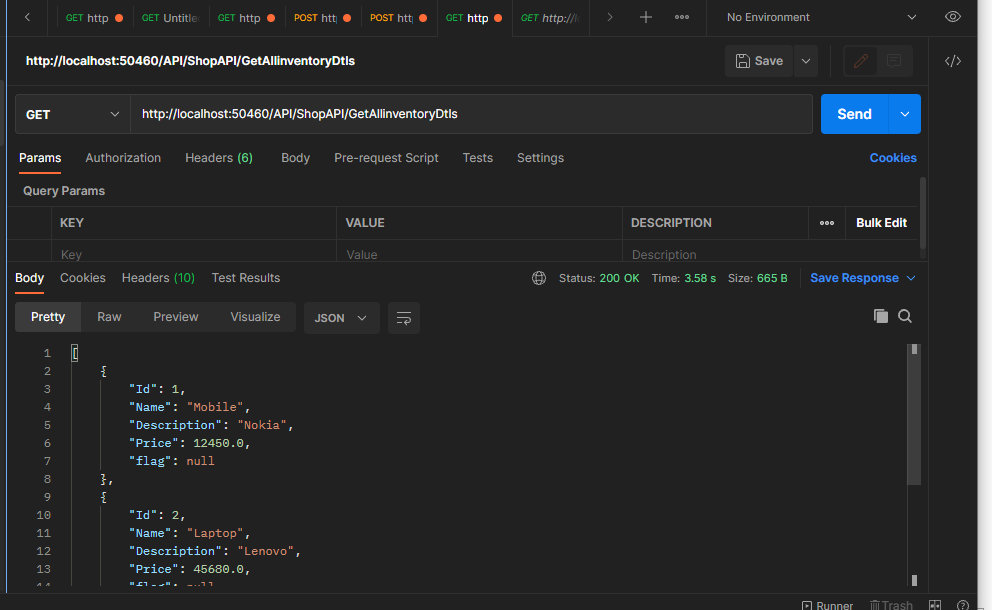 GET http GET Untitle GET http POST htt POST htt GET http GET http://l No Environment
http://localhost:50460/API/ShopAPI/GetAllinventoryDtls Save
GET http://localhost:50460/API/ShopAPI/GetAllinventoryDtls Send
Params Authorization Headers (6) Body Pre-request Script Tests Settings Cookies
Query Params
KEY VALUE DESCRIPTION Bulk Edit
Key Value Description
Body Cookies Headers (10) Test Results Status: 200 OK Time: 3.58 s Size: 665 B Save Response
Pretty Raw Preview Visualize JSON
1 [
2 {
3 "Id": 1,
4 "Name": "Mobile",
5 "Description": "Nokia",
6 "Price": 12450.0,
7 "flag": null
8 },
9 {
10 "Id": 2,
11 "Name": "Laptop",
12 "Description": "Lenovo",
13 "Price": 45680.0,
14 "flag": null
Runner Trash